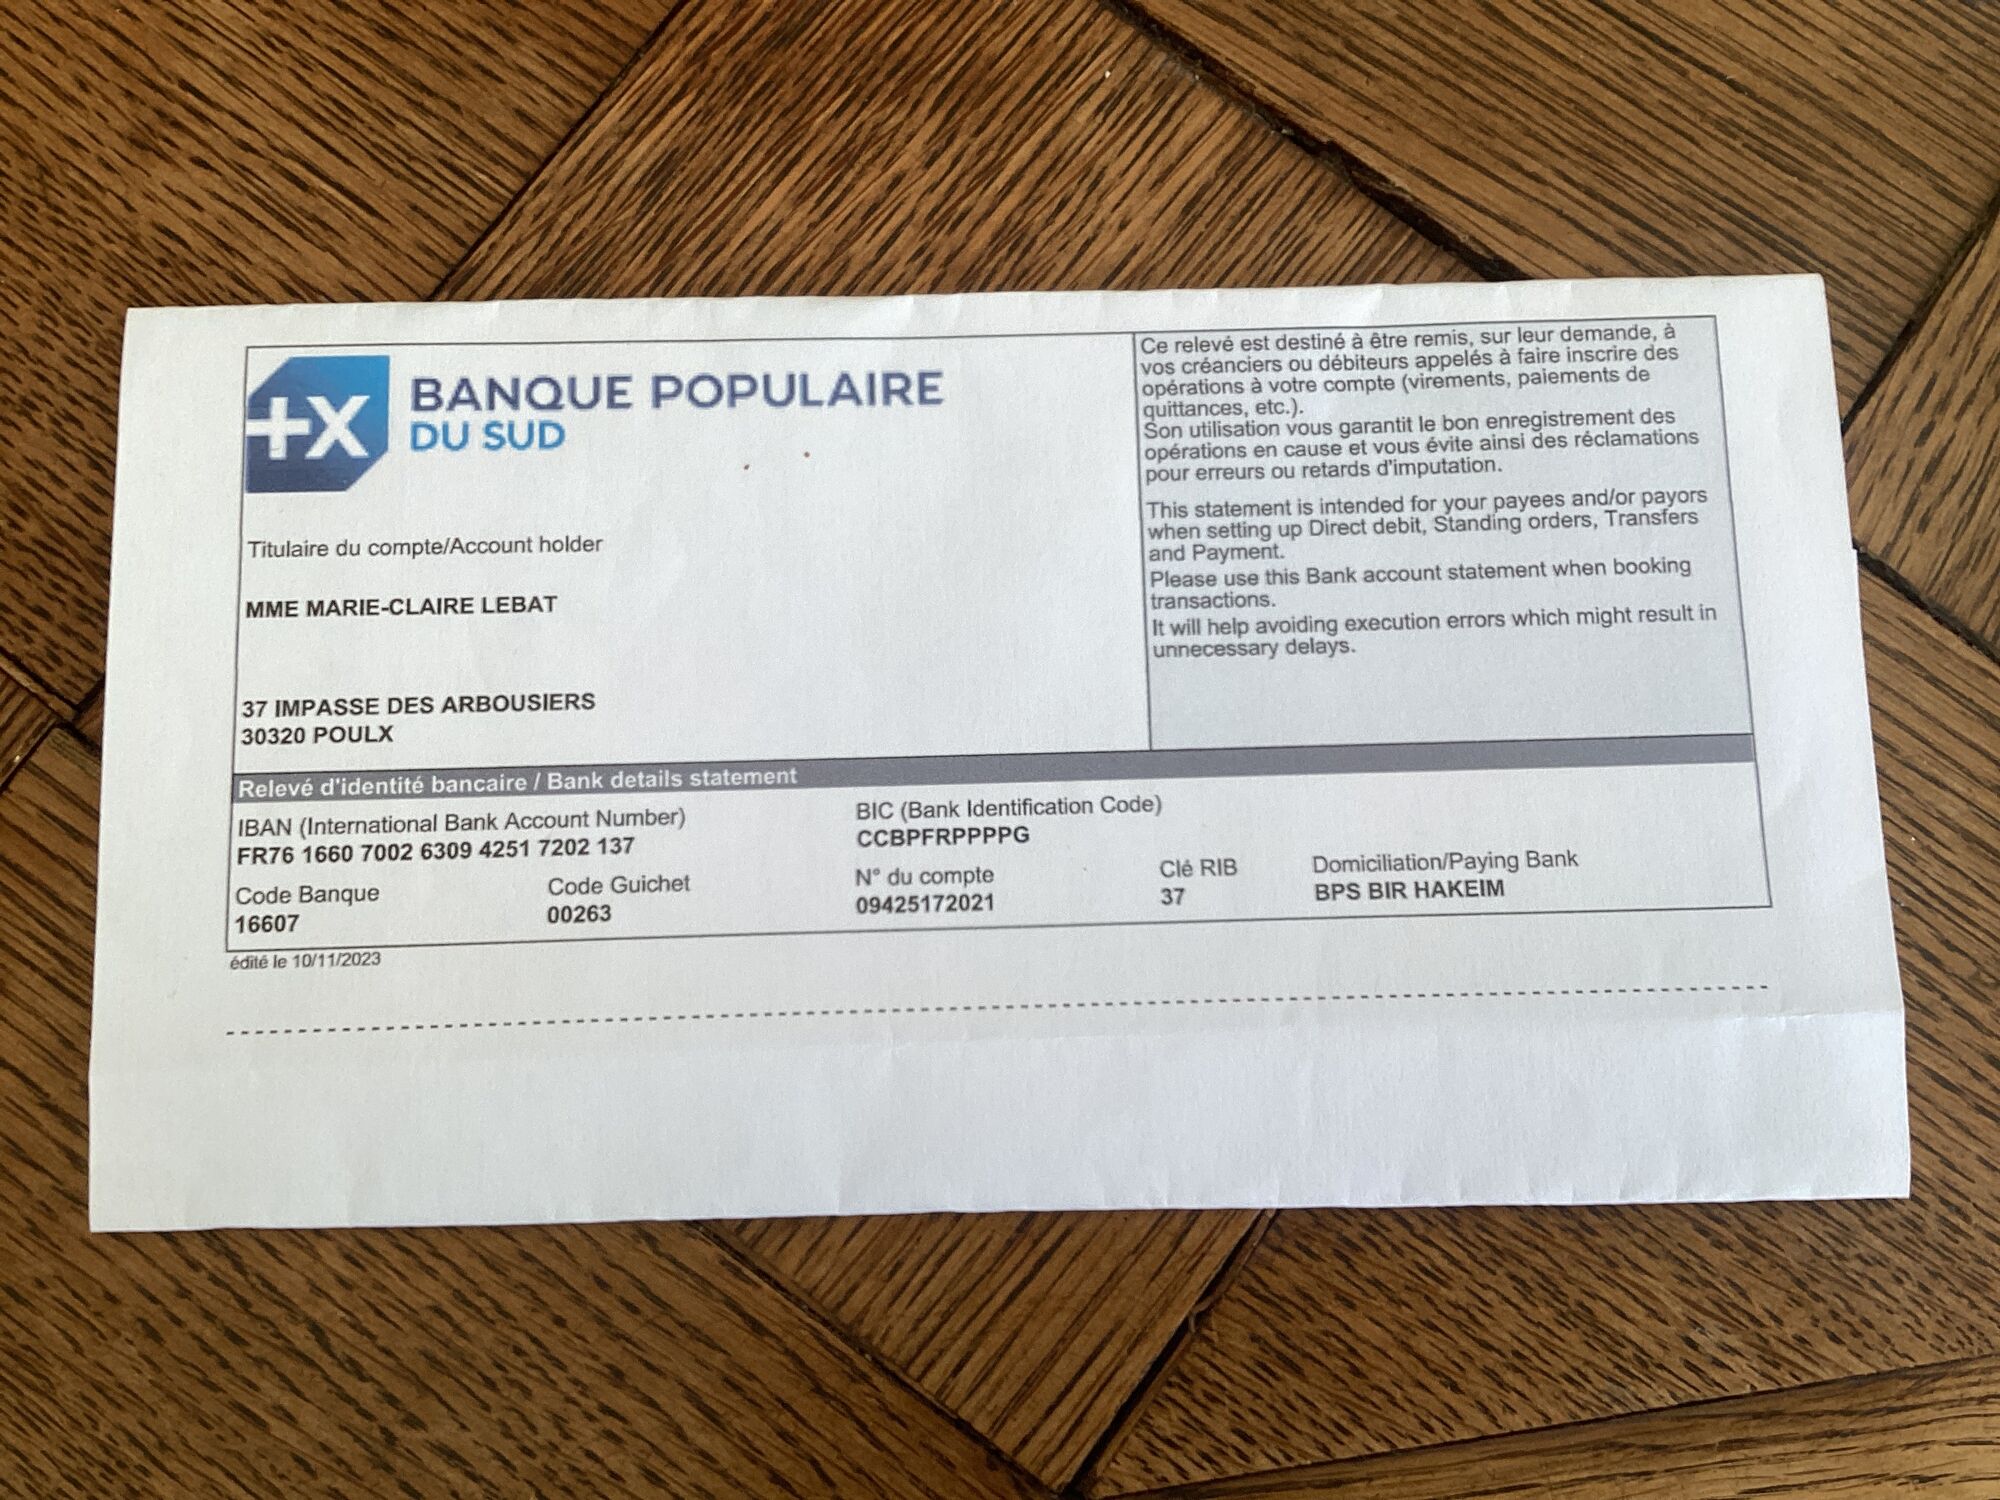 +X
BANQUE POPULAIRE
DU SUD
Titulaire du compte/Account holder
MME MARIE-CLAIRE LEBAT
37 IMPASSE DES ARBOUSIERS
30320 POULX
Ce relevé est destiné à être remis, sur leur demande, à
vos créanciers ou débiteurs appelés à faire inscrire des
opérations à votre compte (virements, paiements de
quittances, etc.).
Son utilisation vous garantit le bon enregistrement des
opérations en cause et vous évite ainsi des réclamations
pour erreurs ou retards d'imputation.
This statement is intended for your payees and/or payors
when setting up Direct debit, Standing orders, Transfers
and Payment.
Please use this Bank account statement when booking
transactions.
It will help avoiding execution errors which might result in
unnecessary delays.
Relevé d'identité bancaire / Bank details statement
IBAN (International Bank Account Number)
FR76 1660 7002 6309 4251 7202 137
BIC (Bank Identification Code)
CCBPFRPPPPG
Code Banque
16607
Code Guichet
00263
N° du compte
09425172021
Clé RIB
37
Domiciliation/Paying Bank
BPS BIR HAKEIM
édité le 10/11/2023